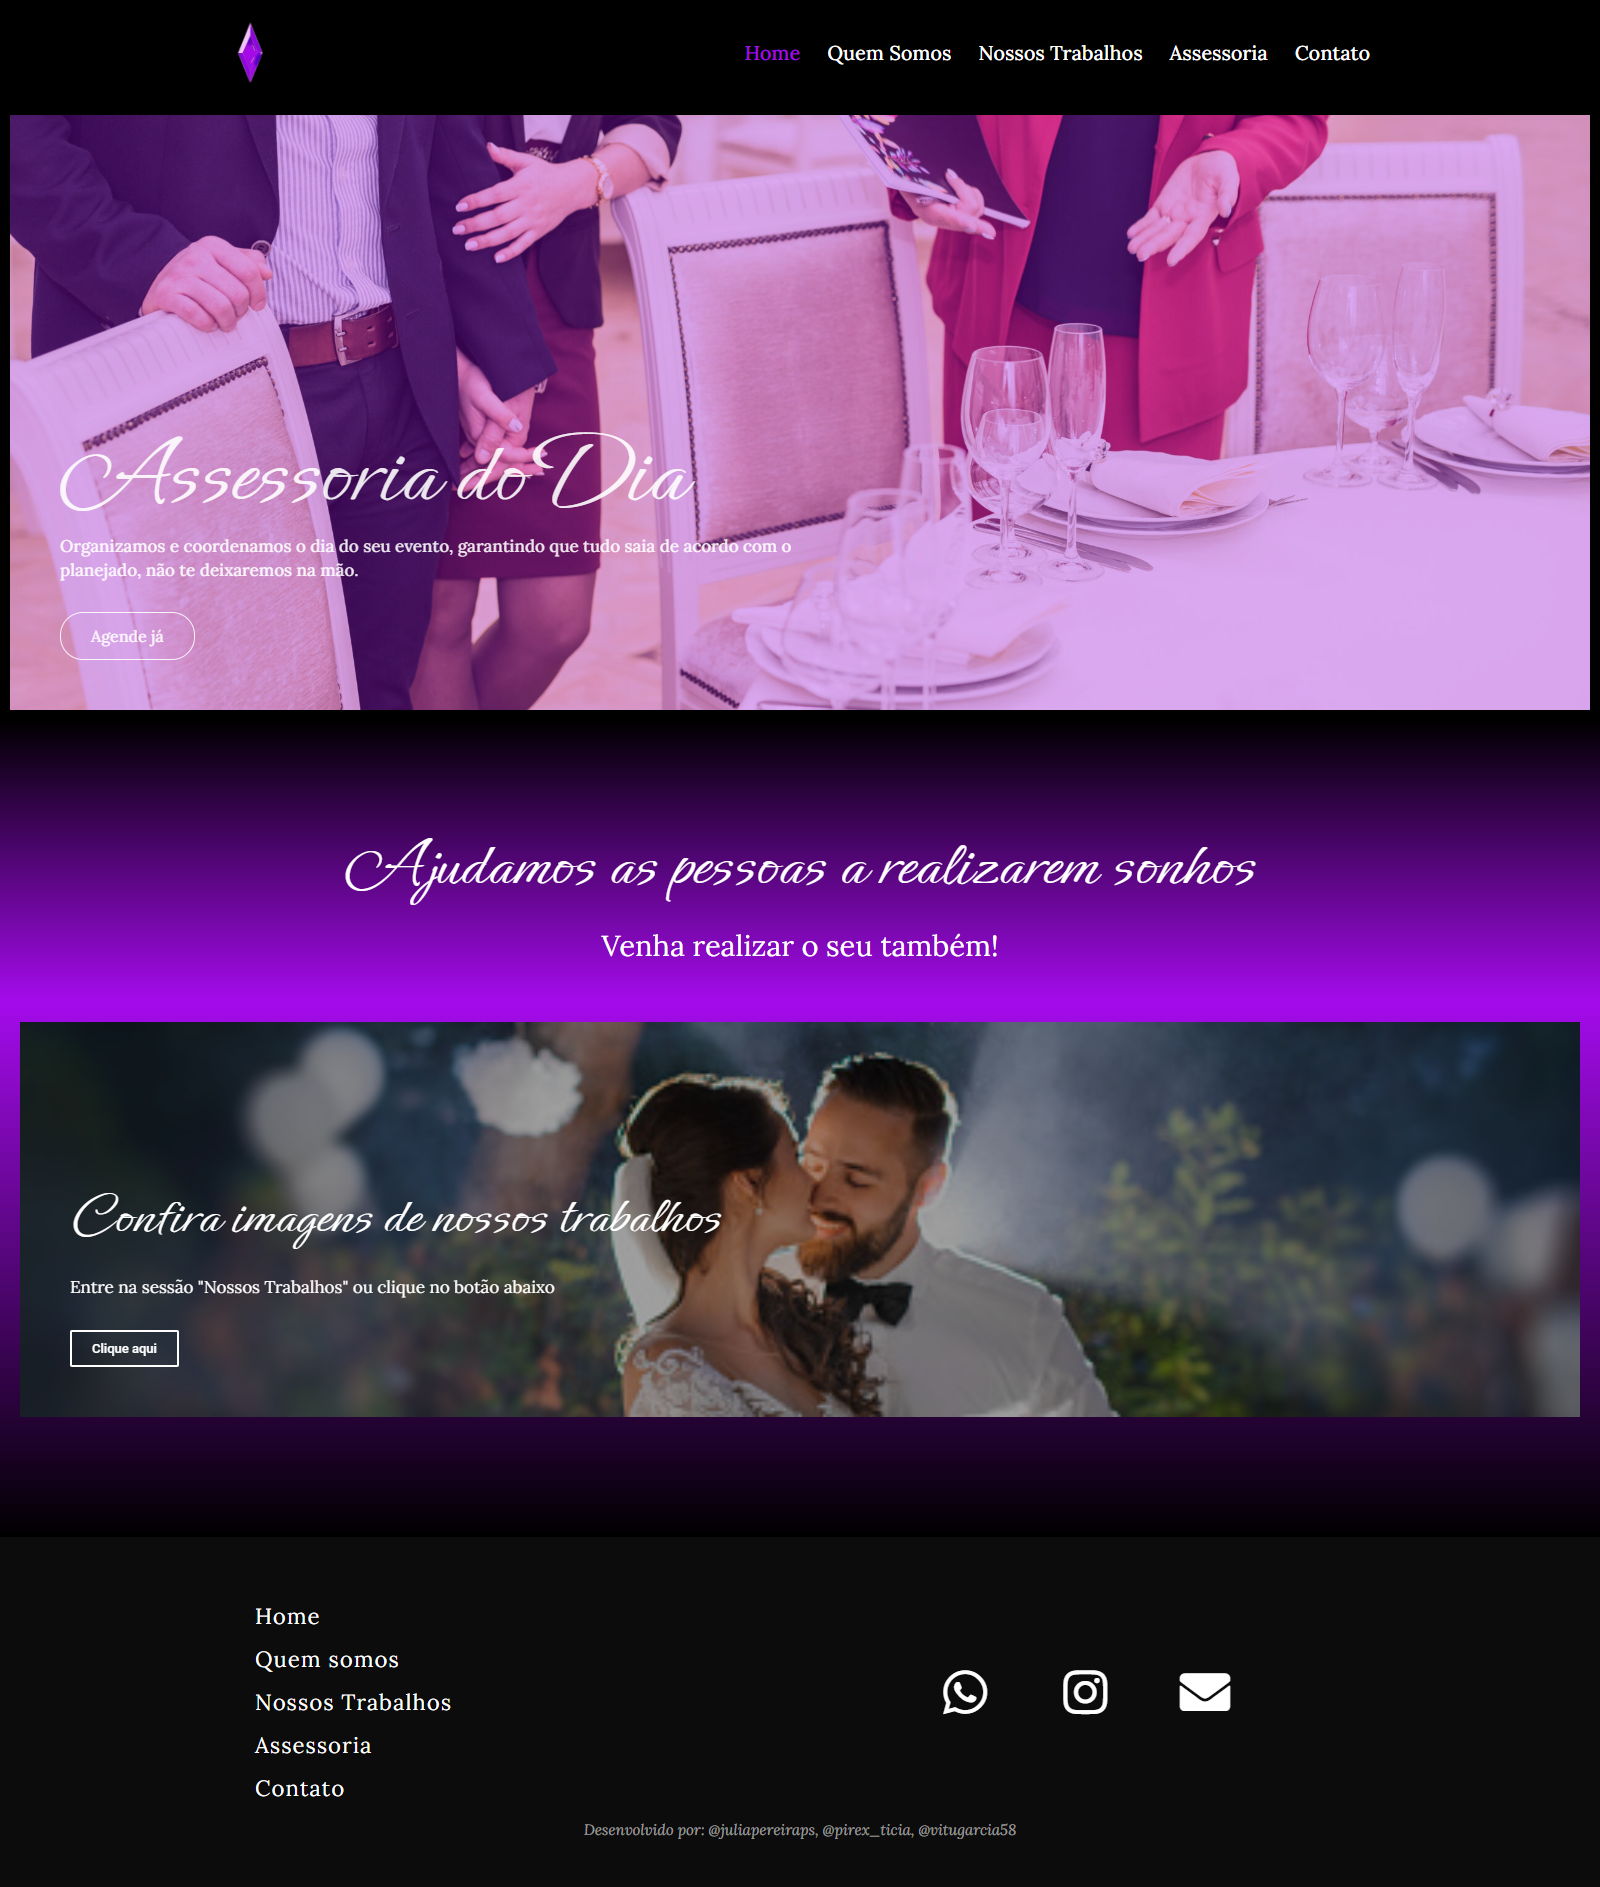 Home Quem Somos Nossos Trabalhos Assessoria Contato
Assessoria do Dia
Organizamos e coordenamos o dia do seu evento, garantindo que tudo saia de acordo com o
planejado, não te deixaremos na mão.
Agende já
Ajudamos as pessoas a realizarem sonhos
Venha realizar o seu também!
Confira imagens de nossos trabalhos
Entre na sessão "Nossos Trabalhos" ou clique no botão abaixo
Clique aqui
Home
Quem somos
Nossos Trabalhos
Assessoria
Contato
Desenvolvido por: @juliapereiraps, @pirex_ticia, @vitugarcia58